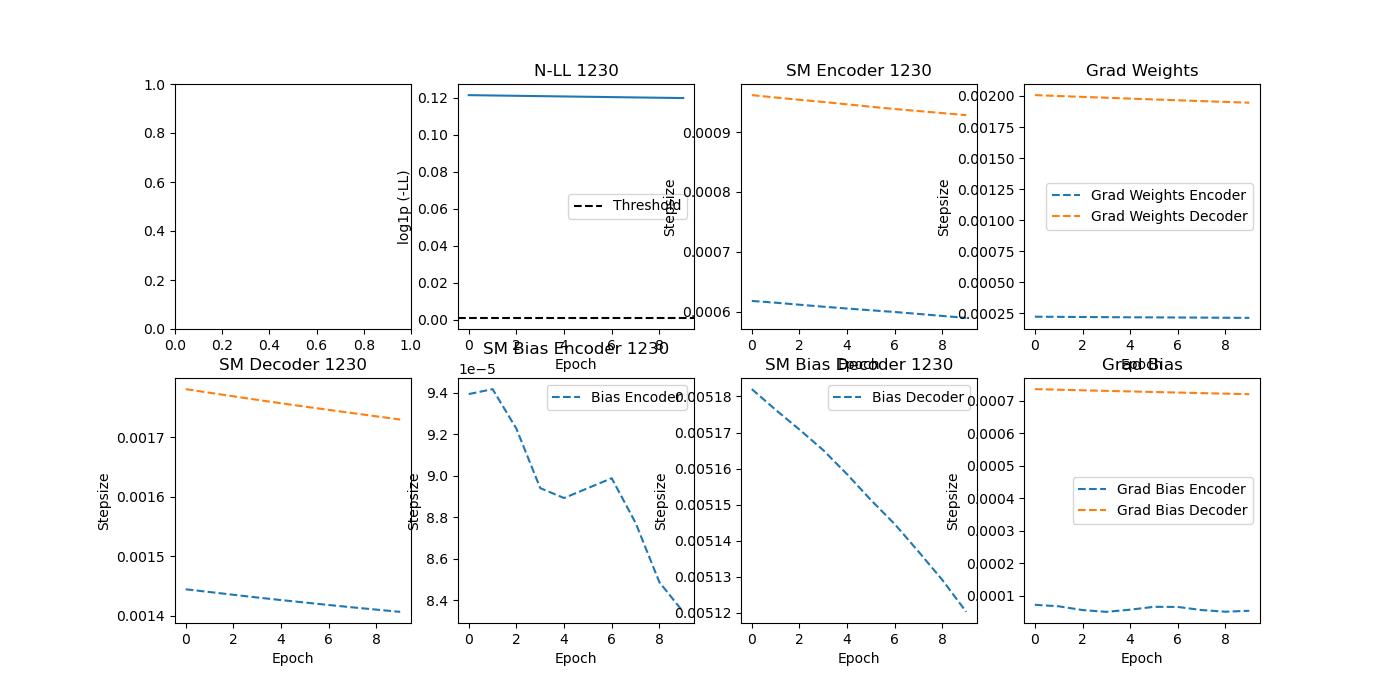 N-LL 1230
SM Encoder 1230
Grad Weights
1.0
0.8
0.6
0.4
0.2
0.0
0.0 0.2 0.4 0.6 0.8 1.0
log1p (-LL)
0.12
0.10
0.08
0.06
0.04
0.02
0.00
Threshold
0 2 4 6 8
Epoch
Stepsize
0.0009
0.0008
0.0007
0.0006
0 2 4 6 8
Epoch
Stepsize
0.00200
0.00175
0.00150
0.00125
0.00100
0.00075
0.00050
0.00025
Grad Weights Encoder
Grad Weights Decoder
0 2 4 6 8
Epoch
SM Decoder 1230
SM Bias Encoder 1230
SM Bias Decoder 1230
Grad Bias
Stepsize
0.0017
0.0016
0.0015
0.0014
0 2 4 6 8
Epoch
Stepsize
1e−5
9.4
9.2
9.0
8.8
8.6
8.4
Bias Encoder
0 2 4 6 8
Epoch
Stepsize
0.00518
0.00517
0.00516
0.00515
0.00514
0.00513
0.00512
Bias Decoder
0 2 4 6 8
Epoch
Stepsize
0.0007
0.0006
0.0005
0.0004
0.0003
0.0002
0.0001
Grad Bias Encoder
Grad Bias Decoder
0 2 4 6 8
Epoch